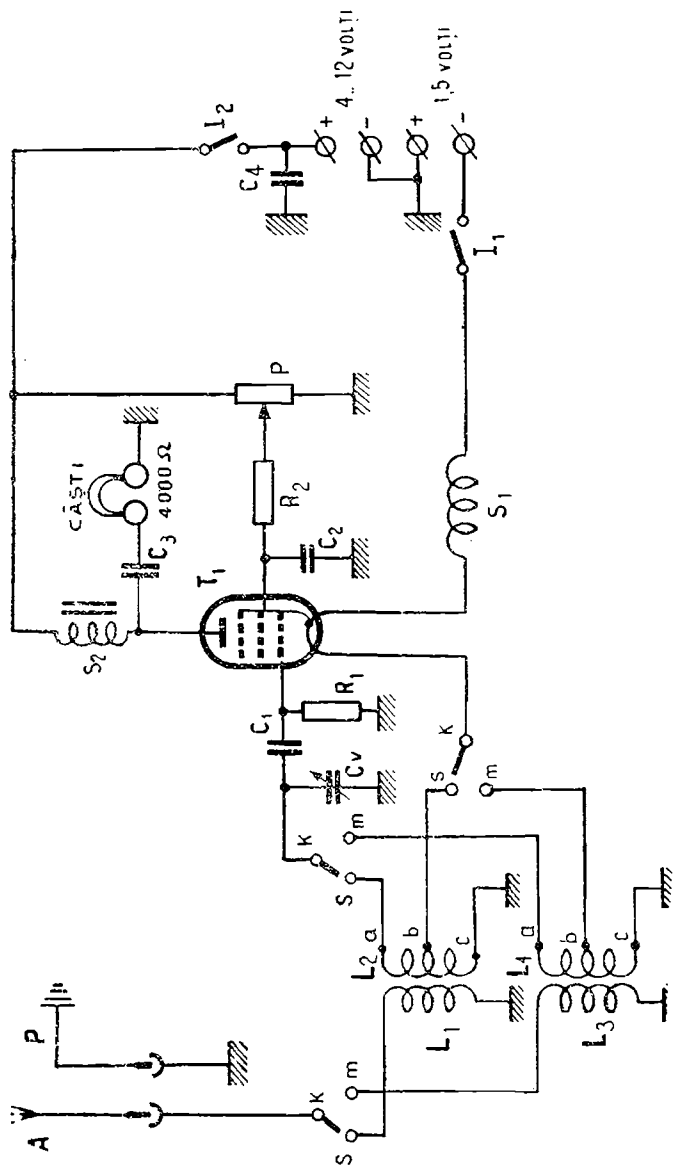 A
P
S
K
m
L1
L2
a
b
c
L3
L4
a
b
c
S
K
m
S
K
m
Cv
C1
R1
T1
S2
C3
CĂȘTI
4000 Ω
C2
R2
P
S1
I1
I2
C4
+
4.. 12 VOLȚI
-
+
1,5 VOLȚI
-